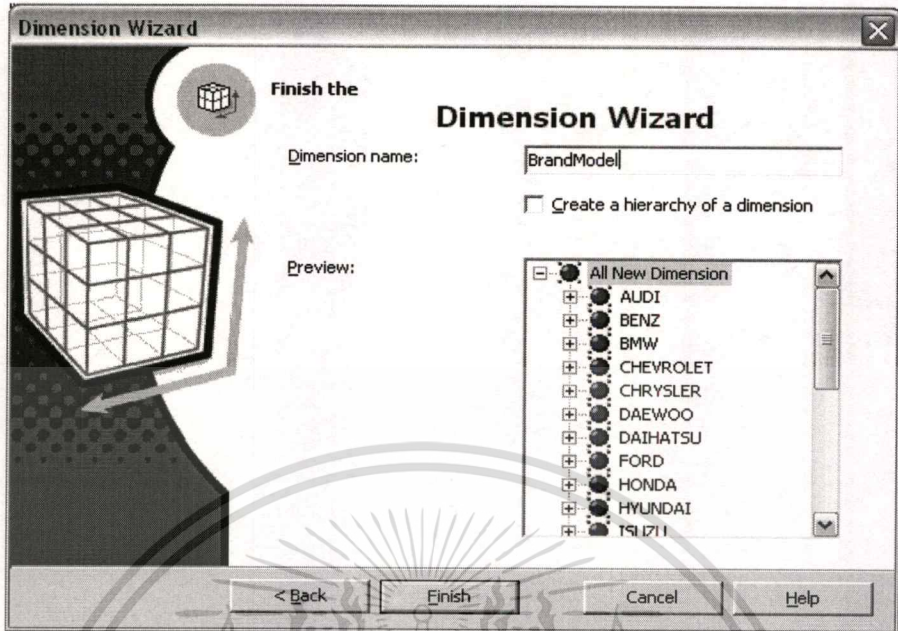 Dimension Wizard
Finish the
Dimension Wizard
Dimension name:
BrandModel
Create a hierarchy of a dimension
Preview:
All New Dimension
AUDI
BENZ
BMW
CHEVROLET
CHRYSLER
DAEWOO
DAIHATSU
FORD
HONDA
HYUNDAI
ISUZU
< Back
Finish
Cancel
Help